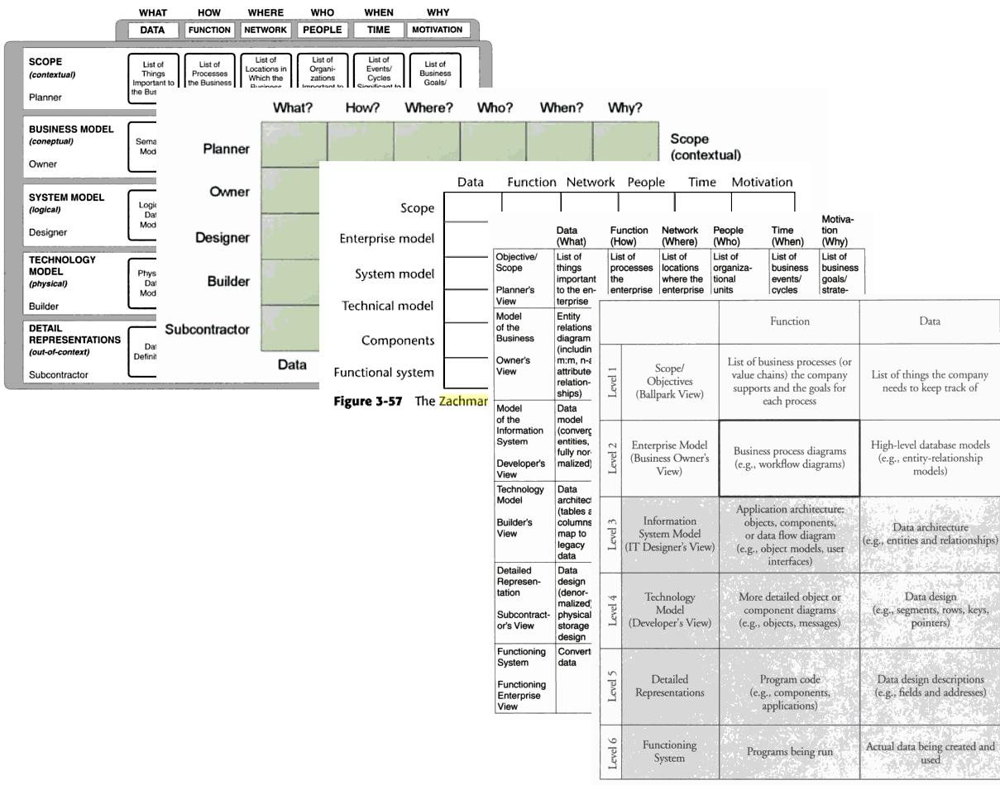 WHAT HOW WHERE WHO WHEN WHY
DATA FUNCTION NETWORK PEOPLE TIME MOTIVATION
SCOPE
(contextual)
Planner
List of
Things
Important to
the Bus
List of
Processes
the Business
List of
Locations in
Which the
List of
Organi-
zations
Important to
List of
Events/
Cycles
Significant to
List of
Business
Goals/
BUSINESS MODEL
(coneptual)
Owner
Sema
Mod
SYSTEM MODEL
(logical)
Designer
Logic
Dat
Mod
TECHNOLOGY
MODEL
(physical)
Builder
Phys
Dat
Mod
DETAIL
REPRESENTATIONS
(out-of-context)
Subcontractor
Dat
Definit
What? How? Where? Who? When? Why?
Planner
Owner
Designer
Builder
Subcontractor
Data
Scope
(contextual)
Data Function Network People Time Motivation
Scope
Enterprise model
System model
Technical model
Components
Functional system
Figure 3-57 The Zachmar
Data
(What)
Function
(How)
Network
(Where)
People
(Who)
Time
(When)
Motiva-
tion
(Why)
Objective/
Scope
Planner's
View
List of
things
important
to the en-
terprise
List of
processes
the
enterprise
List of
locations
where the
enterprise
List of
organiza-
tional
units
List of
business
events/
cycles
List of
business
goals/
strate-
Model
of the
Business
Owner's
View
Entity
relations
diagram
(includin
m:m, n-a
attribute
relation-
ships)
Model
of the
Information
System
Developer's
View
Data
model
(converg
entities,
fully nor-
malized)
Technology
Model
Builder's
View
Data
architect
(tables a
columns
map to
legacy
data
Detailed
Represen-
tation
Subcontract-
or's View
Data
design
(denor-
malized
physical
storage
design
Functioning
System
Functioning
Enterprise
View
Convert
data
Function
Data
Level 1
Scope/
Objectives
(Ballpark View)
List of business processes (or
value chains) the company
supports and the goals for
each process
List of things the company
needs to keep track of
Level 2
Enterprise Model
(Business Owner's
View)
Business process diagrams
(e.g., workflow diagrams)
High-level database models
(e.g., entity-relationship
models)
Level 3
Information
System Model
(IT Designer's View)
Application architecture:
objects, components,
or data flow diagram
(e.g., object models, user
interfaces)
Data architecture
(e.g., entities and relationships)
Level 4
Technology
Model
(Developer's View)
More detailed object or
component diagrams
(e.g., objects, messages)
Data design
(e.g., segments, rows, keys,
pointers)
Level 5
Detailed
Representations
Program code
(e.g., components,
applications)
Data design descriptions
(e.g., fields and addresses)
Level 6
Functioning
System
Programs being run
Actual data being created and
used